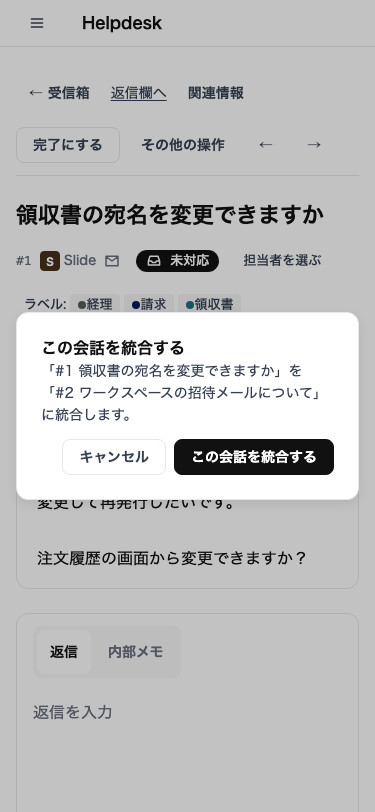 Helpdesk
← 受信箱 返信欄へ 関連情報
完了にする その他の操作 ← →
領収書の宛名を変更できますか
#1 S Slide 未対応 担当者を選ぶ
ラベル: 経理 請求 領収書
この会話を統合する
「#1 領収書の宛名を変更できますか」を
「#2 ワークスペースの招待メールについて」
に統合します。
キャンセル この会話を統合する
変更して再発行したいです。
注文履歴の画面から変更できますか？
返信 内部メモ
返信を入力